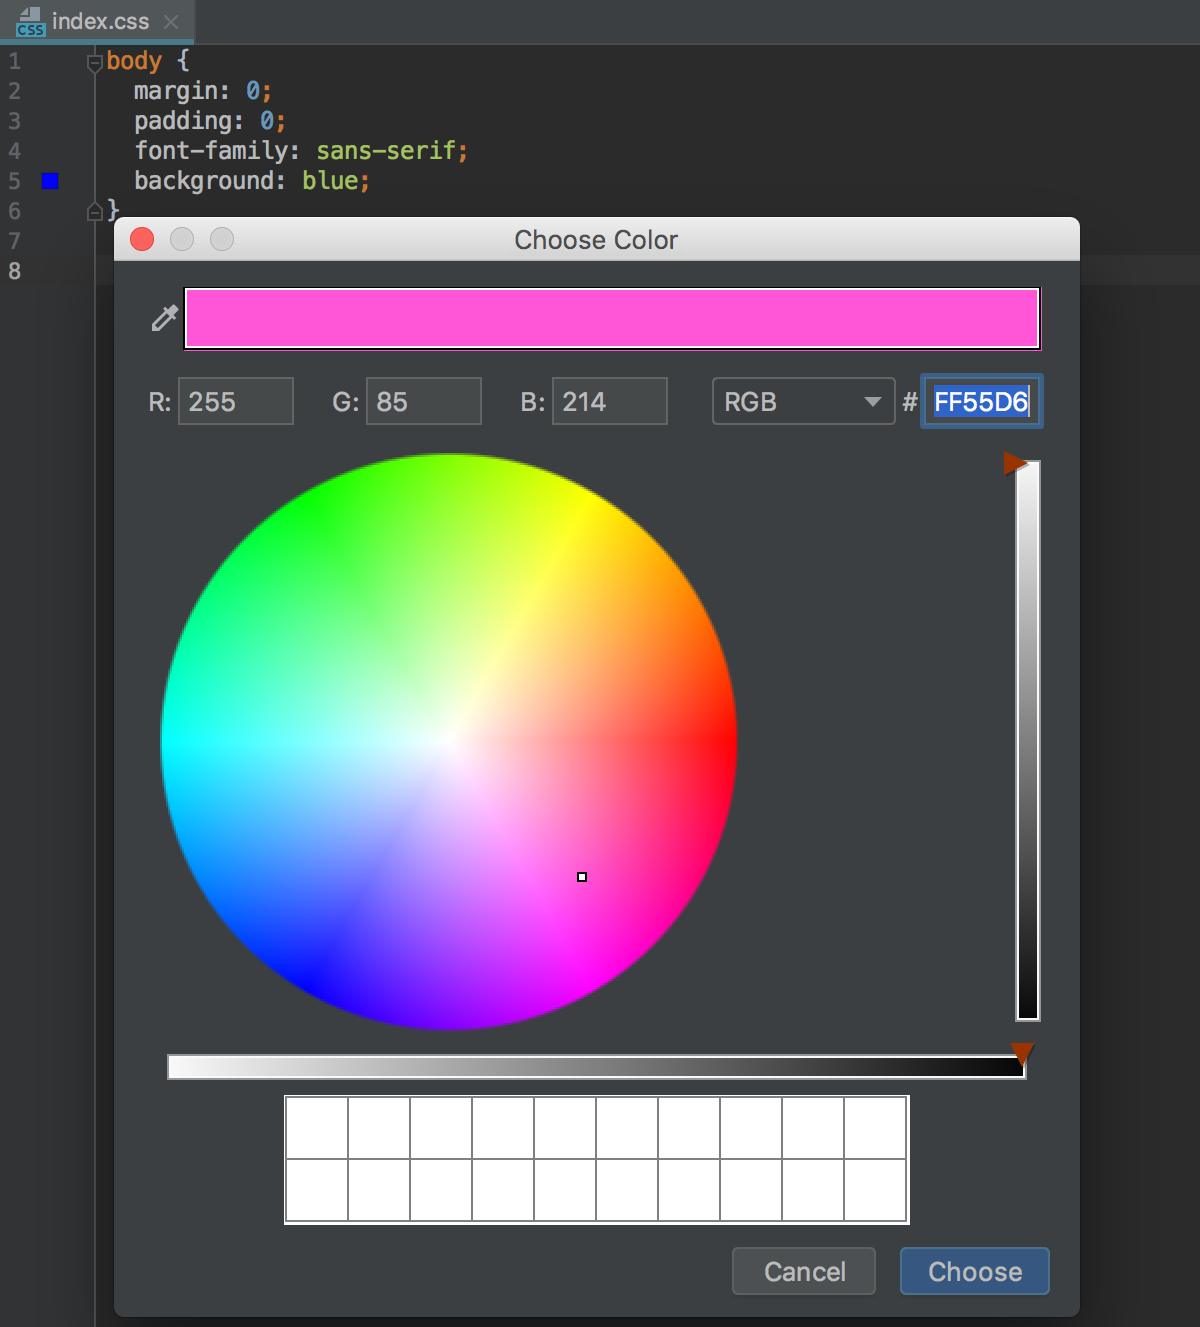 CSS index.css
1 body {
2 margin: 0;
3 padding: 0;
4 font-family: sans-serif;
5 background: blue;
6 }
7
8
Choose Color
R: 255 G: 85 B: 214 RGB # FF55D6
Cancel Choose